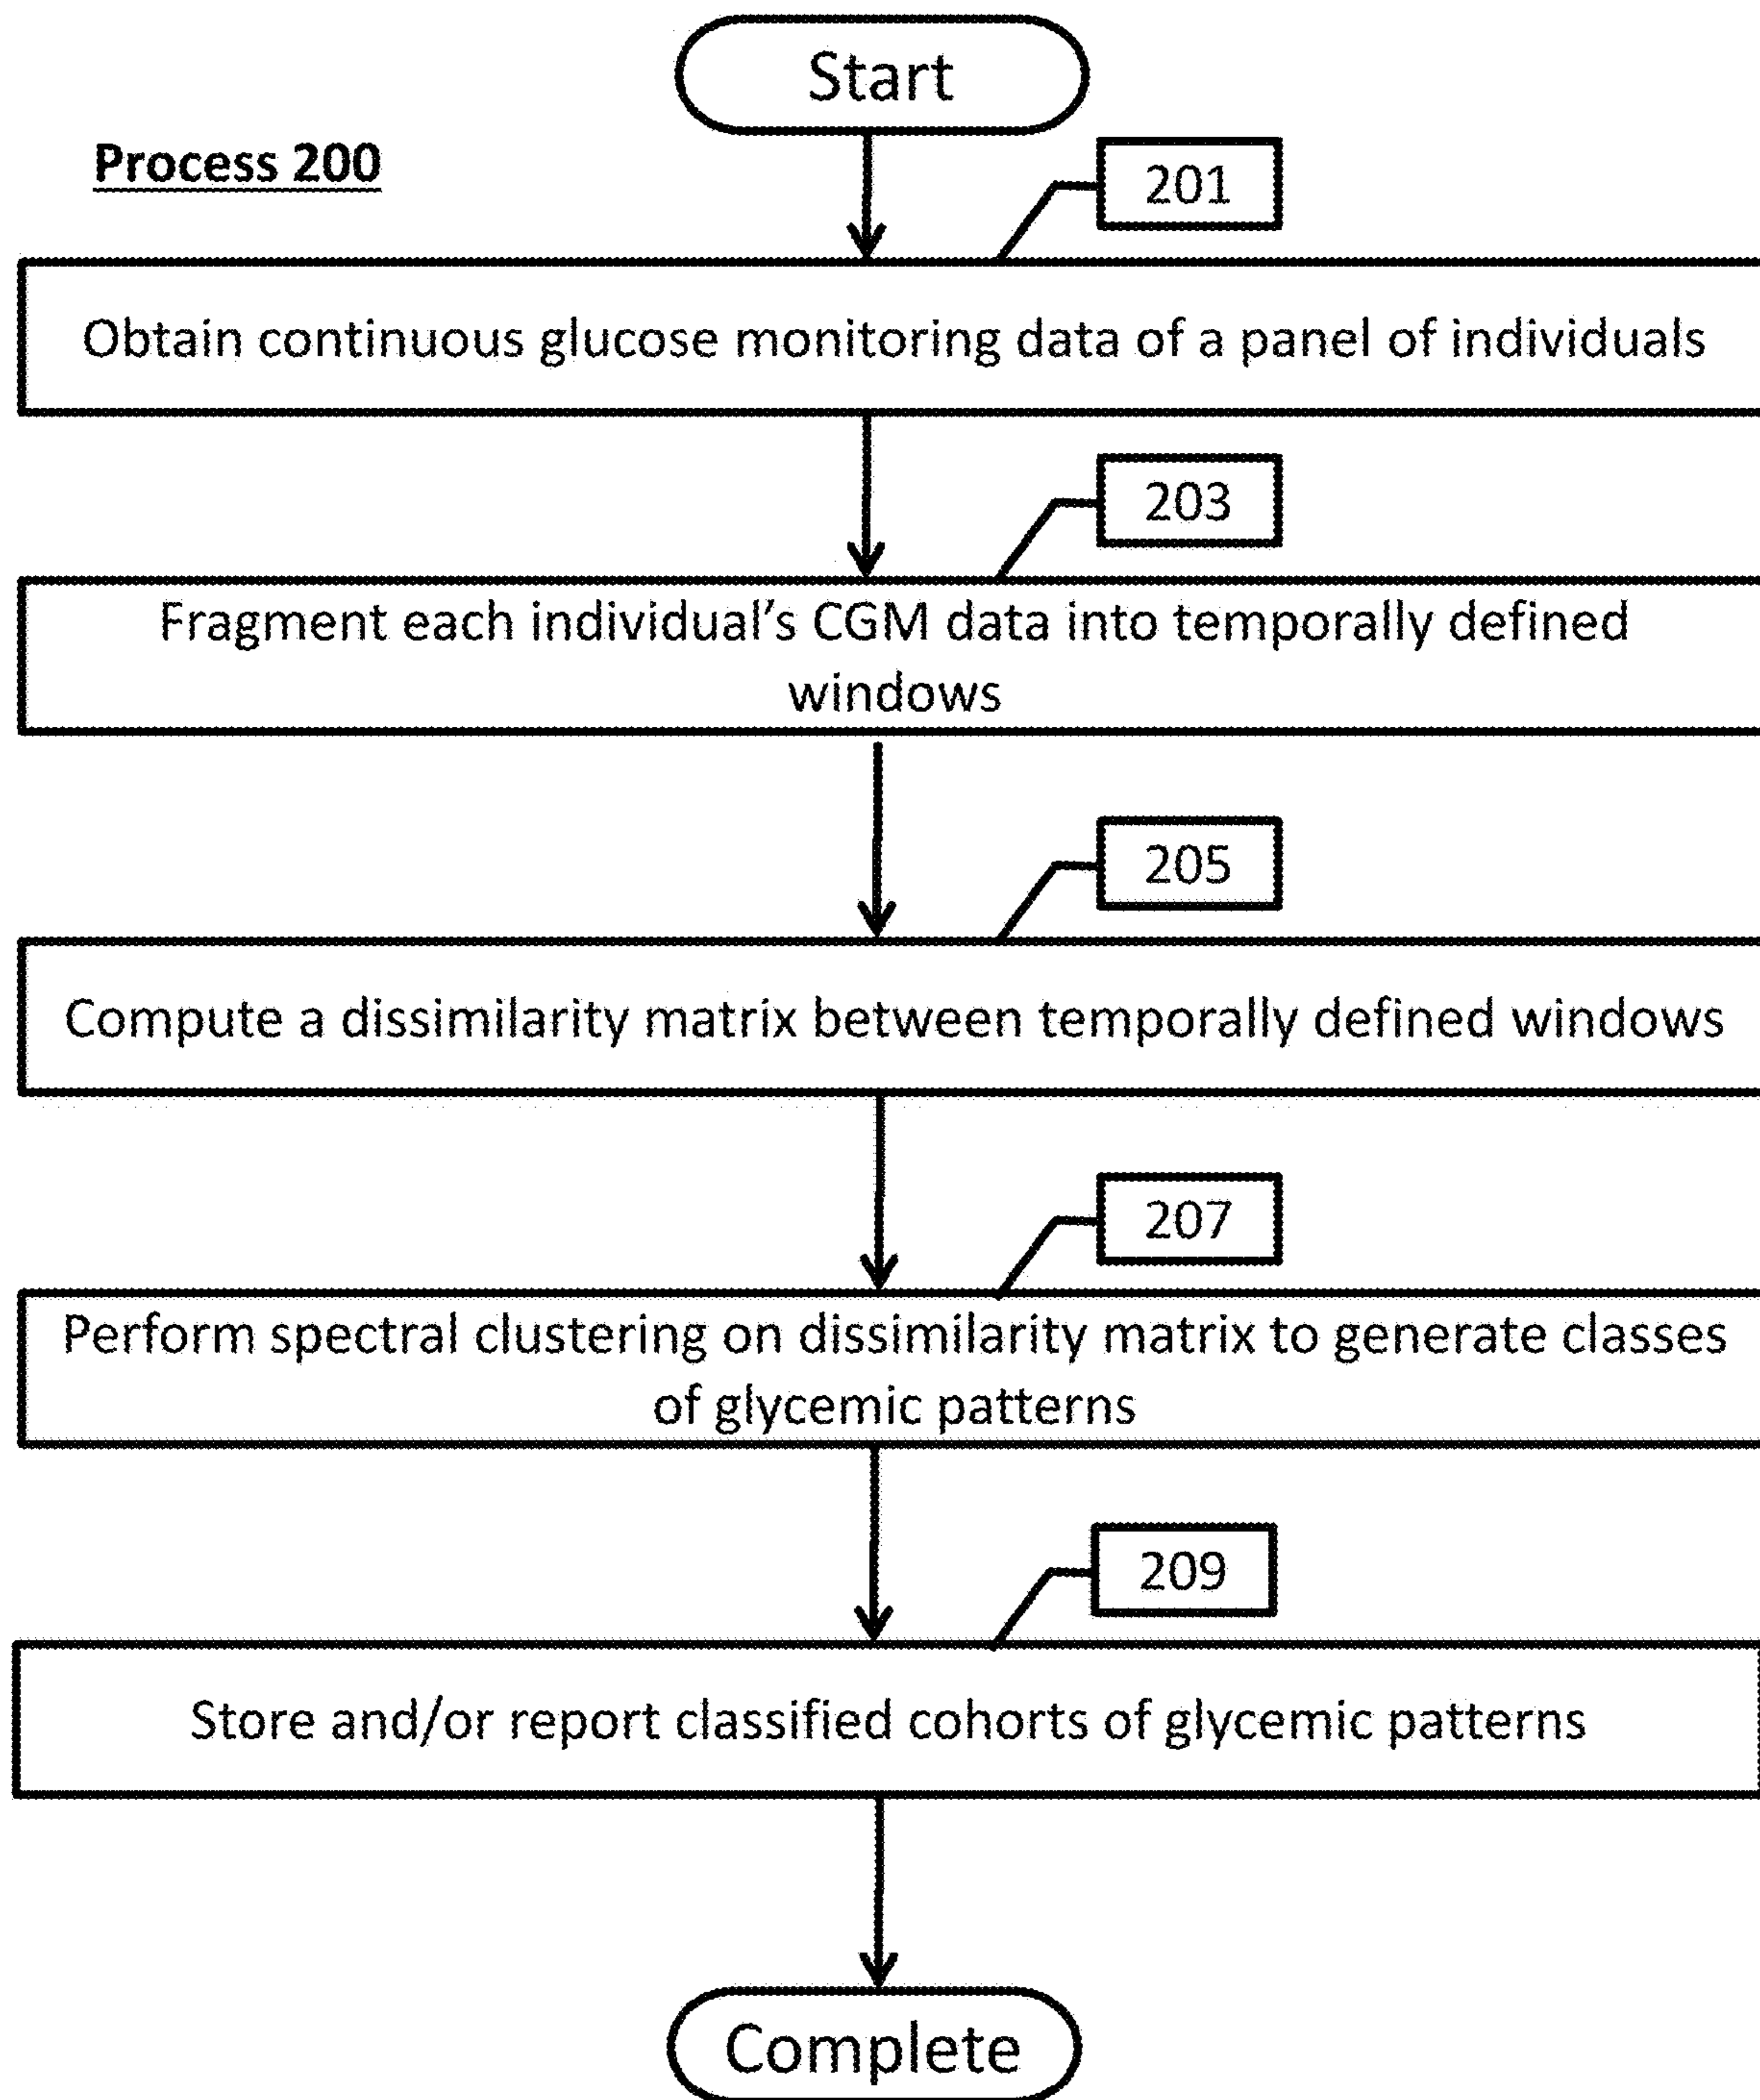 Start
Process 200
201
Obtain continuous glucose monitoring data of a panel of individuals
203
Fragment each individual’s CGM data into temporally defined
windows
205
Compute a dissimilarity matrix between temporally defined windows
207
Perform spectral clustering on dissimilarity matrix to generate classes
of glycemic patterns
209
Store and/or report classified cohorts of glycemic patterns
Complete